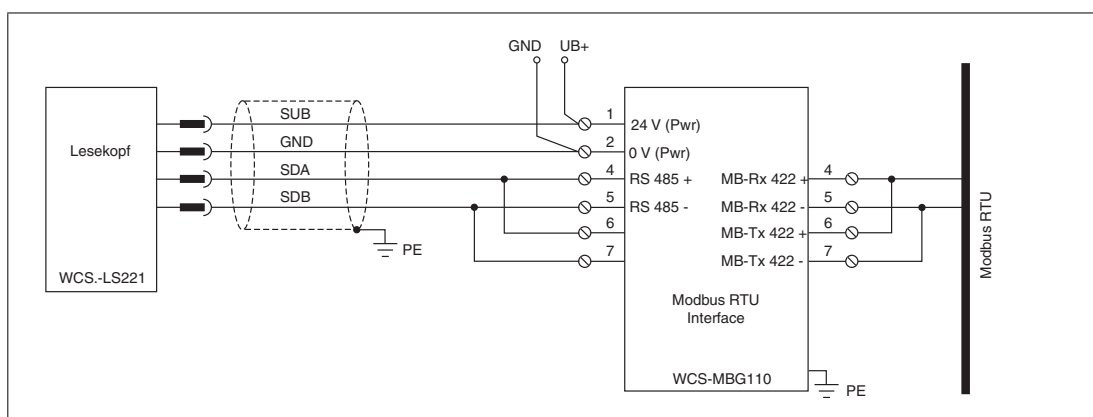 GND UB+
Lesekopf
WCS.-LS221
SUB
GND
SDA
SDB
PE
1
2
4
5
6
7
24 V (Pwr)
0 V (Pwr)
RS 485 +
RS 485 -
MB-Rx 422 +
MB-Rx 422 -
MB-Tx 422 +
MB-Tx 422 -
Modbus RTU
Interface
WCS-MBG110
4
5
6
7
PE
Modbus RTU